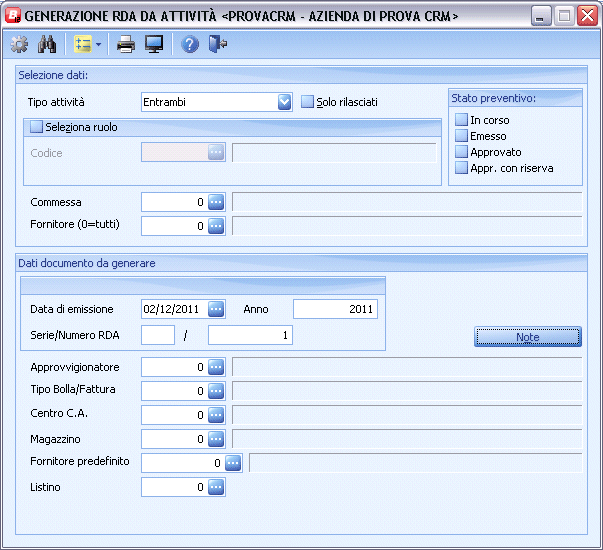 GENERAZIONE RDA DA ATTIVITÀ <PROVACRM - AZIENDA DI PROVA CRM>
Selezione dati:
Tipo attività Entrambi Solo rilasciati
Stato preventivo:
In corso
Emesso
Approvato
Appr. con riserva
Seleziona ruolo
Codice
Commessa 0
Fornitore (0=tutti) 0
Dati documento da generare
Data di emissione 02/12/2011 Anno 2011
Serie/Numero RDA / 1
Note
Approvvigionatore 0
Tipo Bolla/Fattura 0
Centro C.A. 0
Magazzino 0
Fornitore predefinito 0
Listino 0